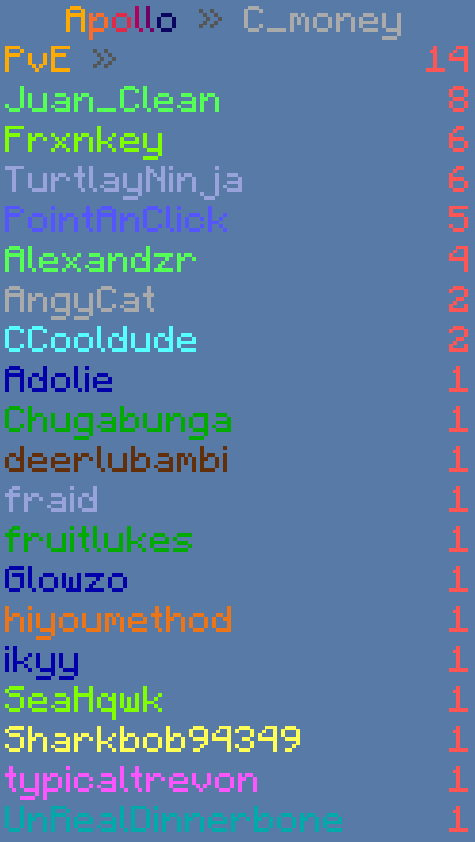 Apollo » C_money
PvE » 14
Juan_Clean 8
Frxnkey 6
TurtlayNinja 6
PointAnClick 5
Alexandzr 4
AngyCat 2
CCooldude 2
Adolie 1
Chugabunga 1
deerlubambi 1
fraid 1
fruitlukes 1
Glowzo 1
hiyoumethod 1
ikyy 1
SeaHqwk 1
Sharkbob94349 1
typicaltrevon 1
UnRealDinnerbone 1